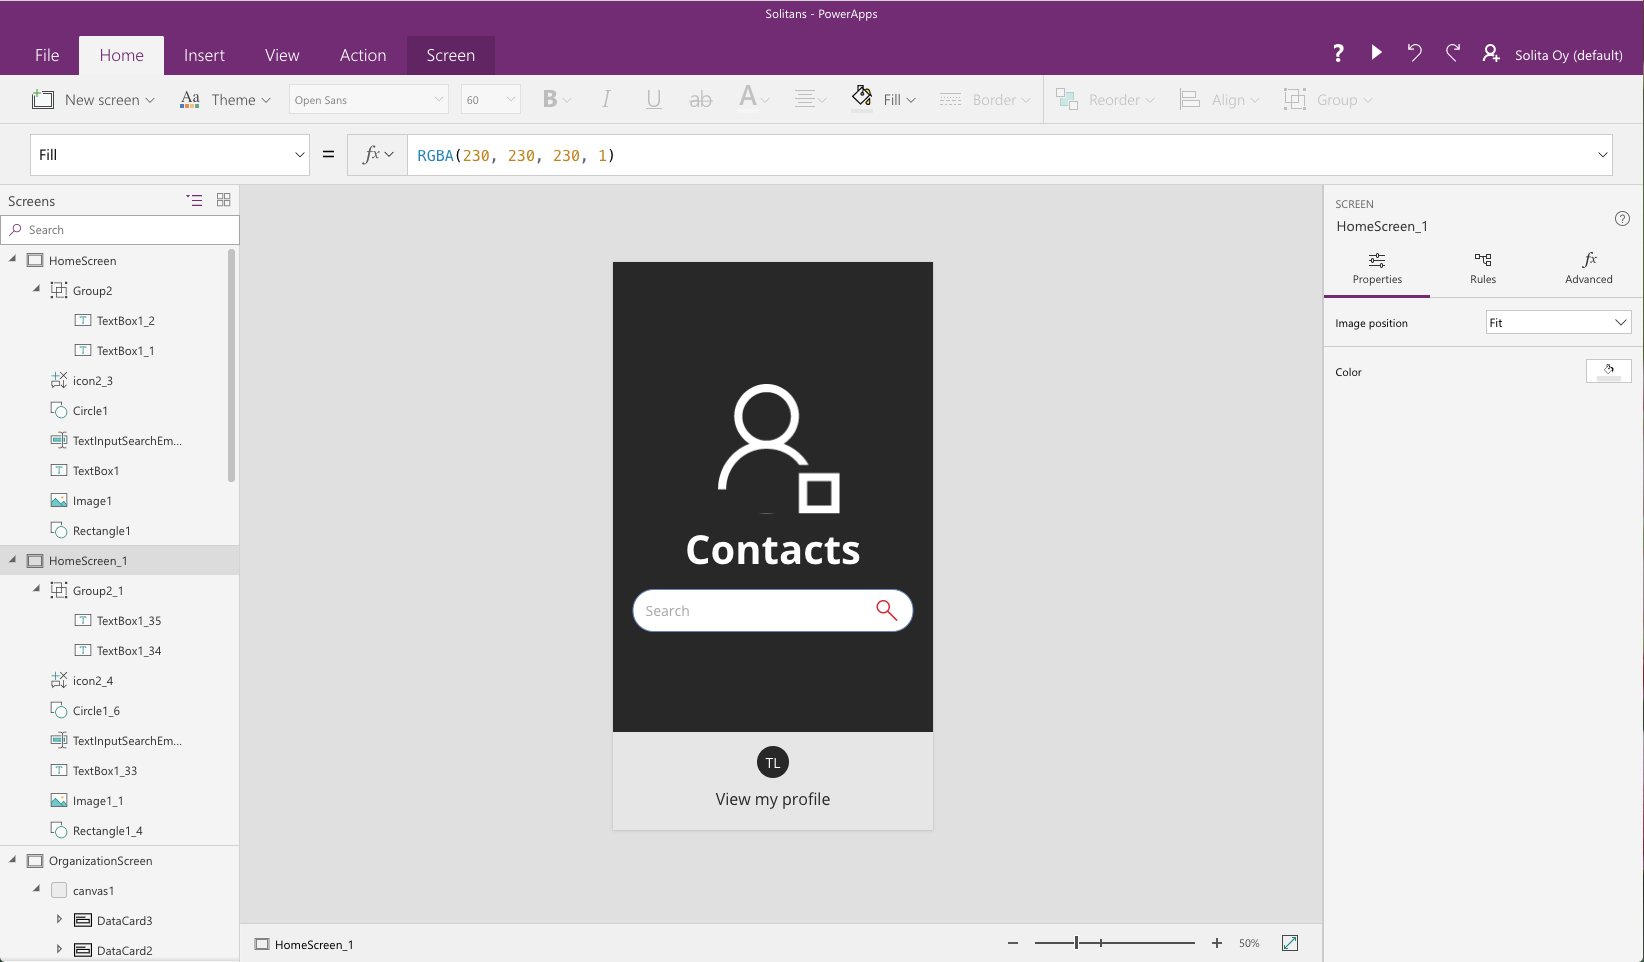 Solitans - PowerApps
File Home Insert View Action Screen ? Solita Oy (default)
New screen Aa Theme Open Sans 60 B I U ab A Fill Border Reorder Align Group
Fill = fx RGBA(230, 230, 230, 1)
Screens
Search
HomeScreen
Group2
TextBox1_2
TextBox1_1
icon2_3
Circle1
TextInputSearchEm...
TextBox1
Image1
Rectangle1
HomeScreen_1
Group2_1
TextBox1_35
TextBox1_34
icon2_4
Circle1_6
TextInputSearchEm...
TextBox1_33
Image1_1
Rectangle1_4
OrganizationScreen
canvas1
DataCard3
DataCard2
Contacts
Search
TL
View my profile
HomeScreen_1
50%
SCREEN
HomeScreen_1
?
fx
Properties Rules Advanced
Image position Fit
Color